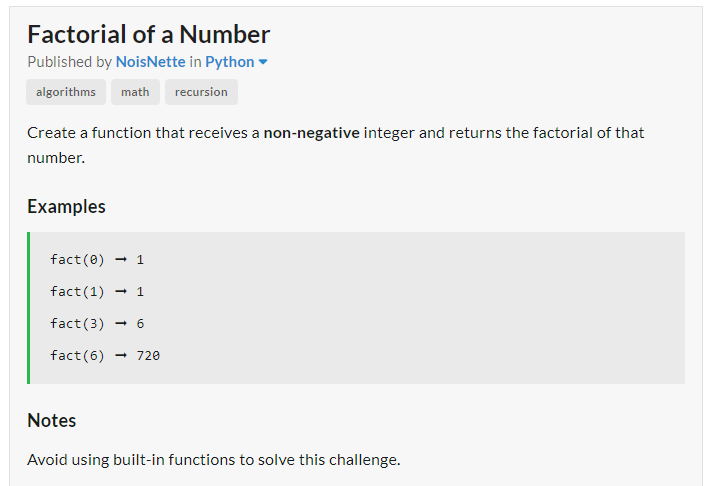 Factorial of a Number
Published by NoisNette in Python
algorithms math recursion
Create a function that receives a non-negative integer and returns the factorial of that
number.
Examples
fact(0) ➞ 1
fact(1) ➞ 1
fact(3) ➞ 6
fact(6) ➞ 720
Notes
Avoid using built-in functions to solve this challenge.